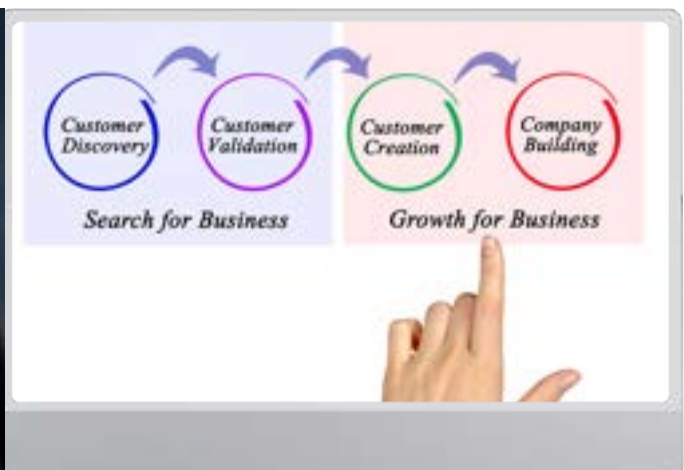 Customer
Discovery
Customer
Validation
Customer
Creation
Company
Building
Search for Business
Growth for Business